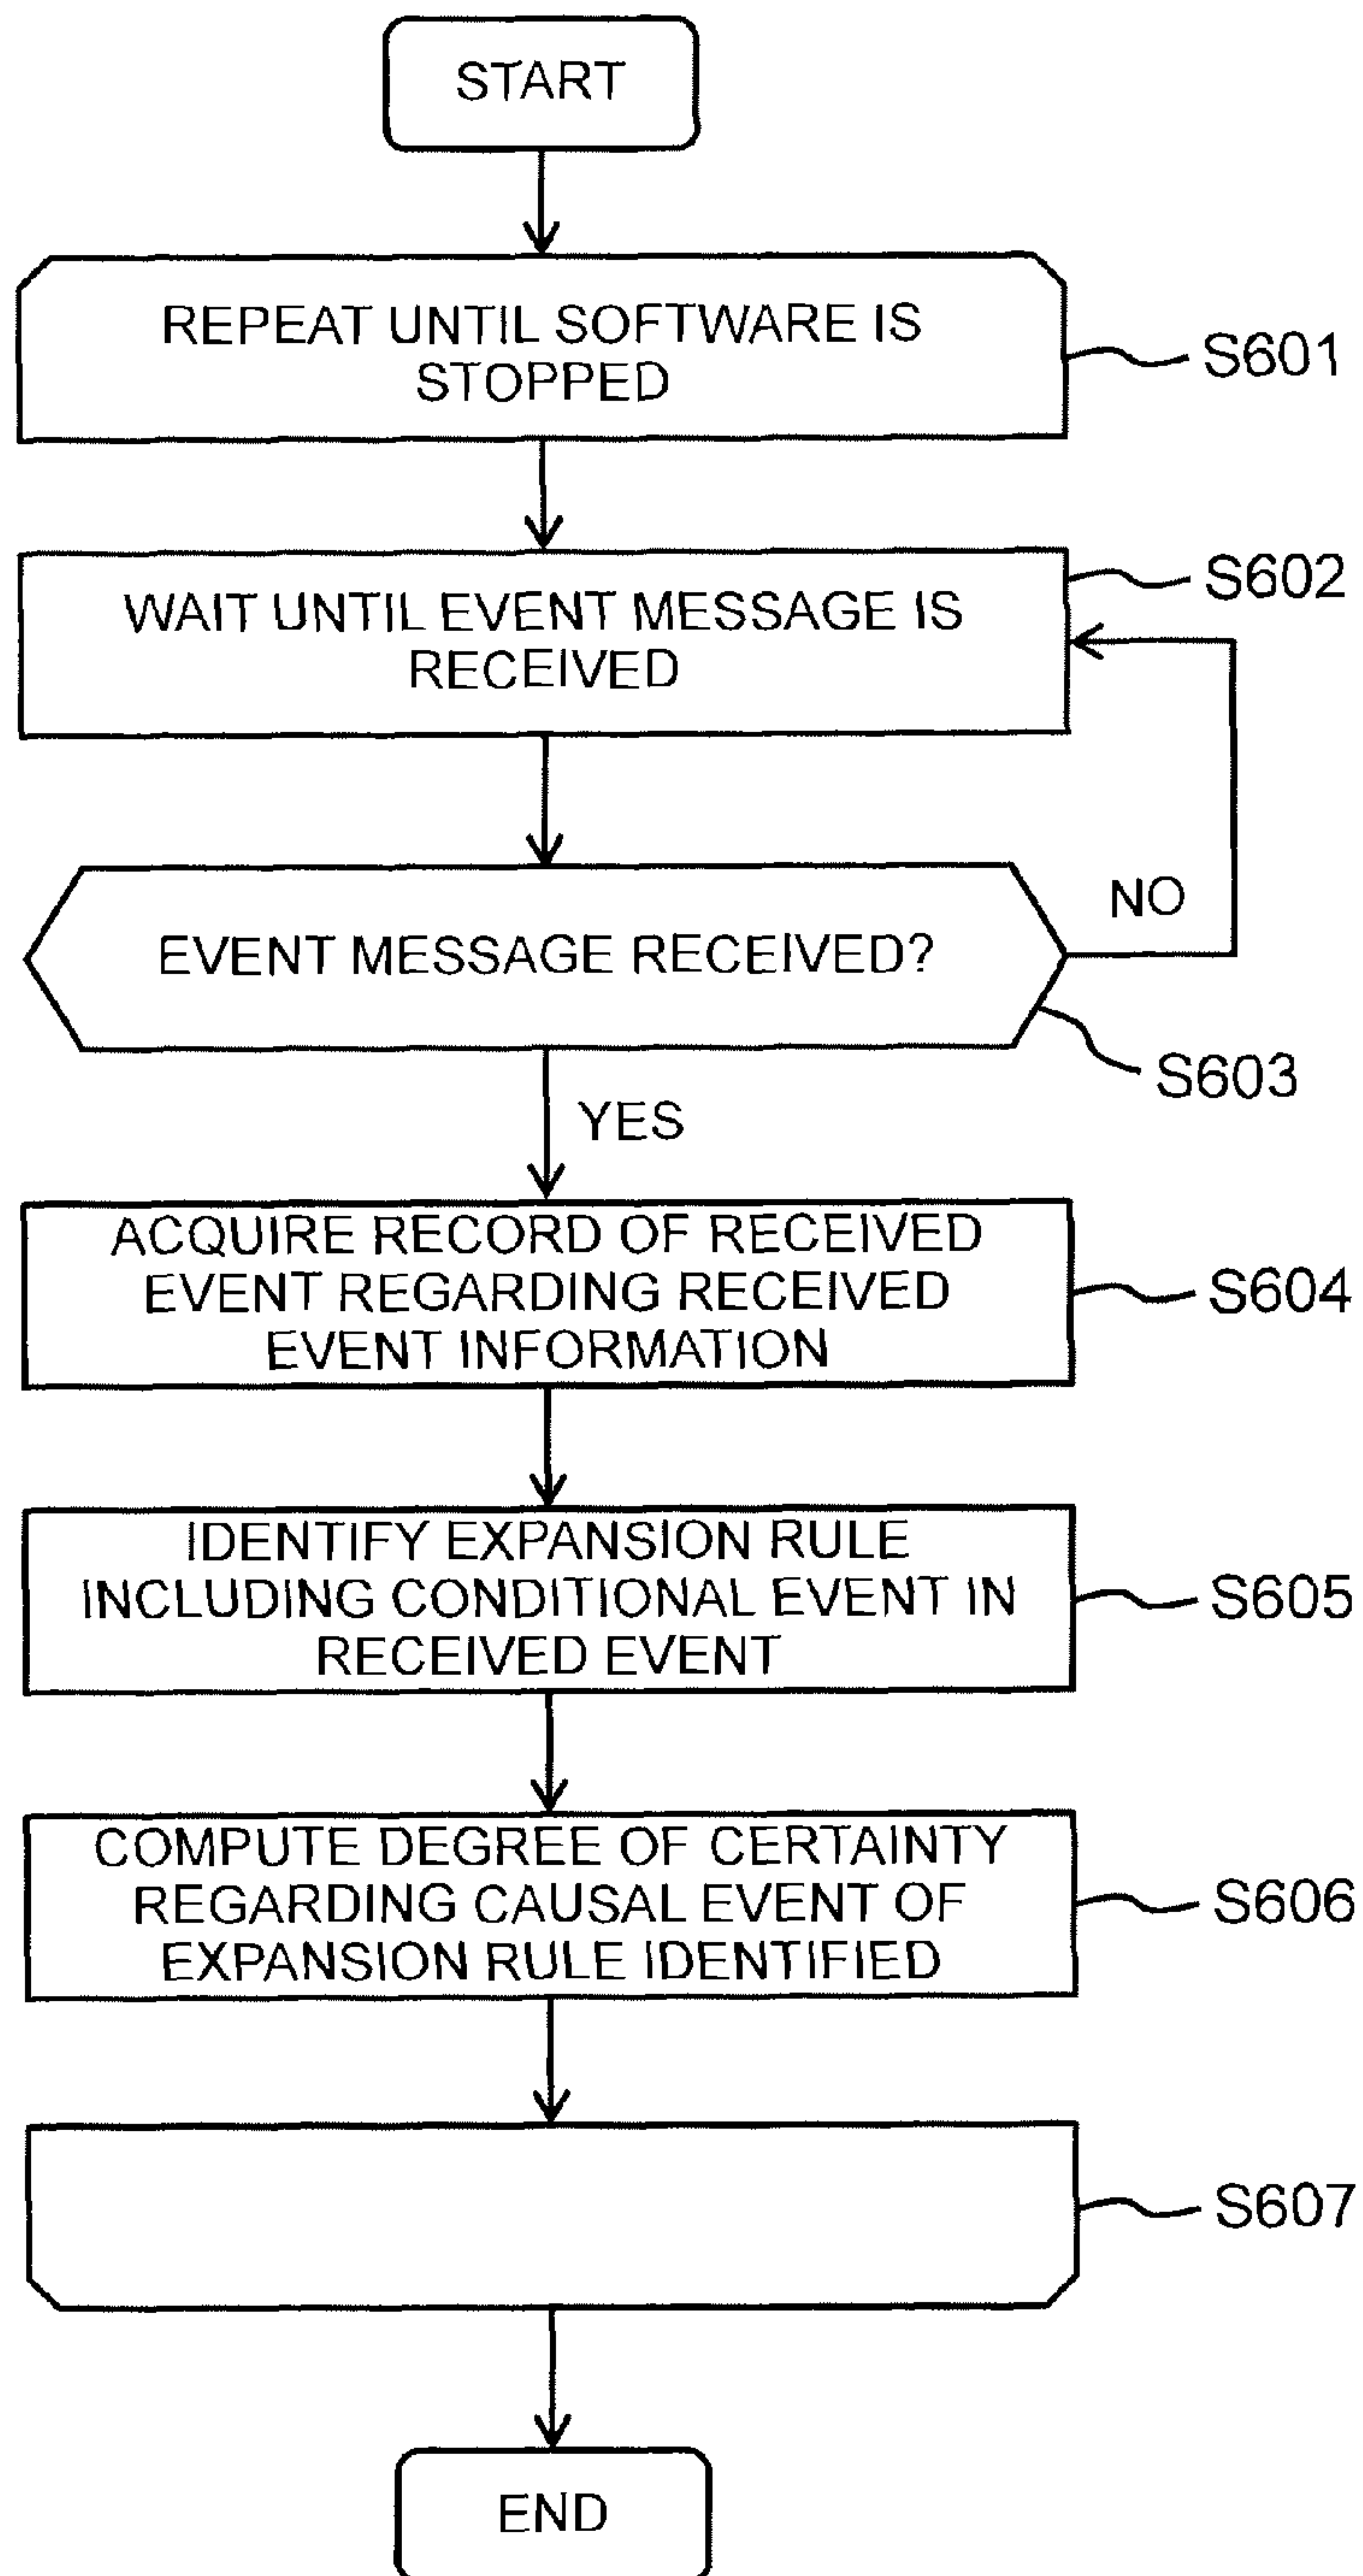 START
REPEAT UNTIL SOFTWARE IS
STOPPED
S601
WAIT UNTIL EVENT MESSAGE IS
RECEIVED
S602
EVENT MESSAGE RECEIVED?
NO
S603
YES
ACQUIRE RECORD OF RECEIVED
EVENT REGARDING RECEIVED
EVENT INFORMATION
S604
IDENTIFY EXPANSION RULE
INCLUDING CONDITIONAL EVENT IN
RECEIVED EVENT
S605
COMPUTE DEGREE OF CERTAINTY
REGARDING CAUSAL EVENT OF
EXPANSION RULE IDENTIFIED
S606
S607
END